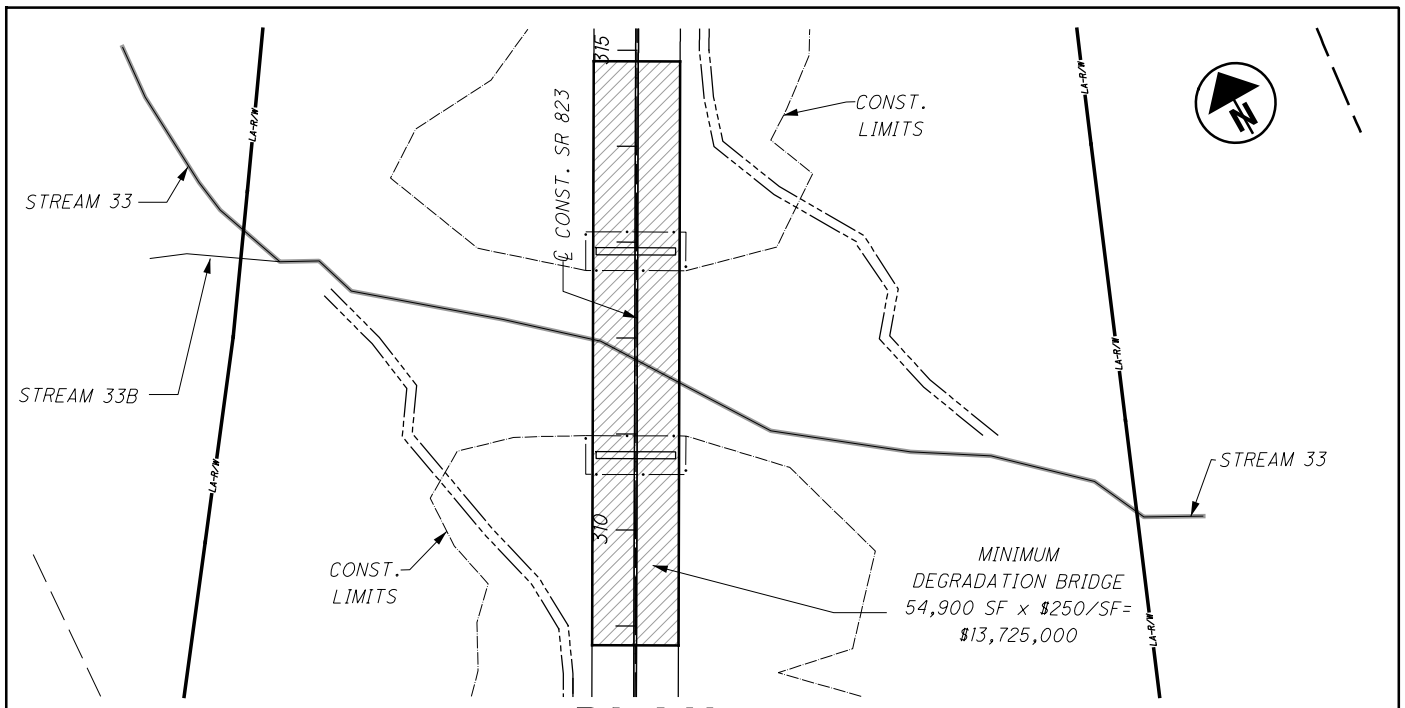 315
LA-R/W
LA-R/W
CONST.
LIMITS
N
STREAM 33
℄ CONST. SR 823
STREAM 33B
LA-R/W
LA-R/W
STREAM 33
310
CONST.
LIMITS
MINIMUM
DEGRADATION BRIDGE
54,900 SF x $250/SF=
$13,725,000
LA-R/W